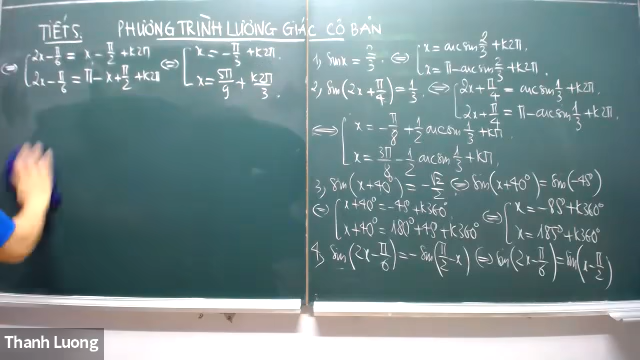 TIẾT 5. PHƯƠNG TRÌNH LƯỢNG GIÁC CƠ BẢN
⇔ [ 2x - π/6 = x - π/2 + k2π ⇔ [ x = -π/3 + k2π.
2x - π/6 = π - x + π/2 + k2π x = 5π/9 + k2π/3.
1, sinx = 2/3. ⇔ [ x = arcsin 2/3 + k2π.
x = π - arcsin 2/3 + k2π.
2, sin(2x + π/4) = 1/3. ⇔ [ 2x + π/4 = arcsin 1/3 + k2π.
2x + π/4 = π - arcsin 1/3 + k2π.
⇔ [ x = -π/8 + 1/2 arcsin 1/3 + kπ.
x = 3π/8 - 1/2 arcsin 1/3 + kπ.
3, sin(x + 40°) = -√2/2. ⇔ sin(x + 40°) = sin(-45°)
⇔ [ x + 40° = -45° + k360° ⇔ [ x = -85° + k360°
x + 40° = 180° + 45° + k360° x = 185° + k360°
4, sin(2x - π/6) = -sin(π/2 - x) ⇔ sin(2x - π/6) = sin(x - π/2)
Thanh Luong